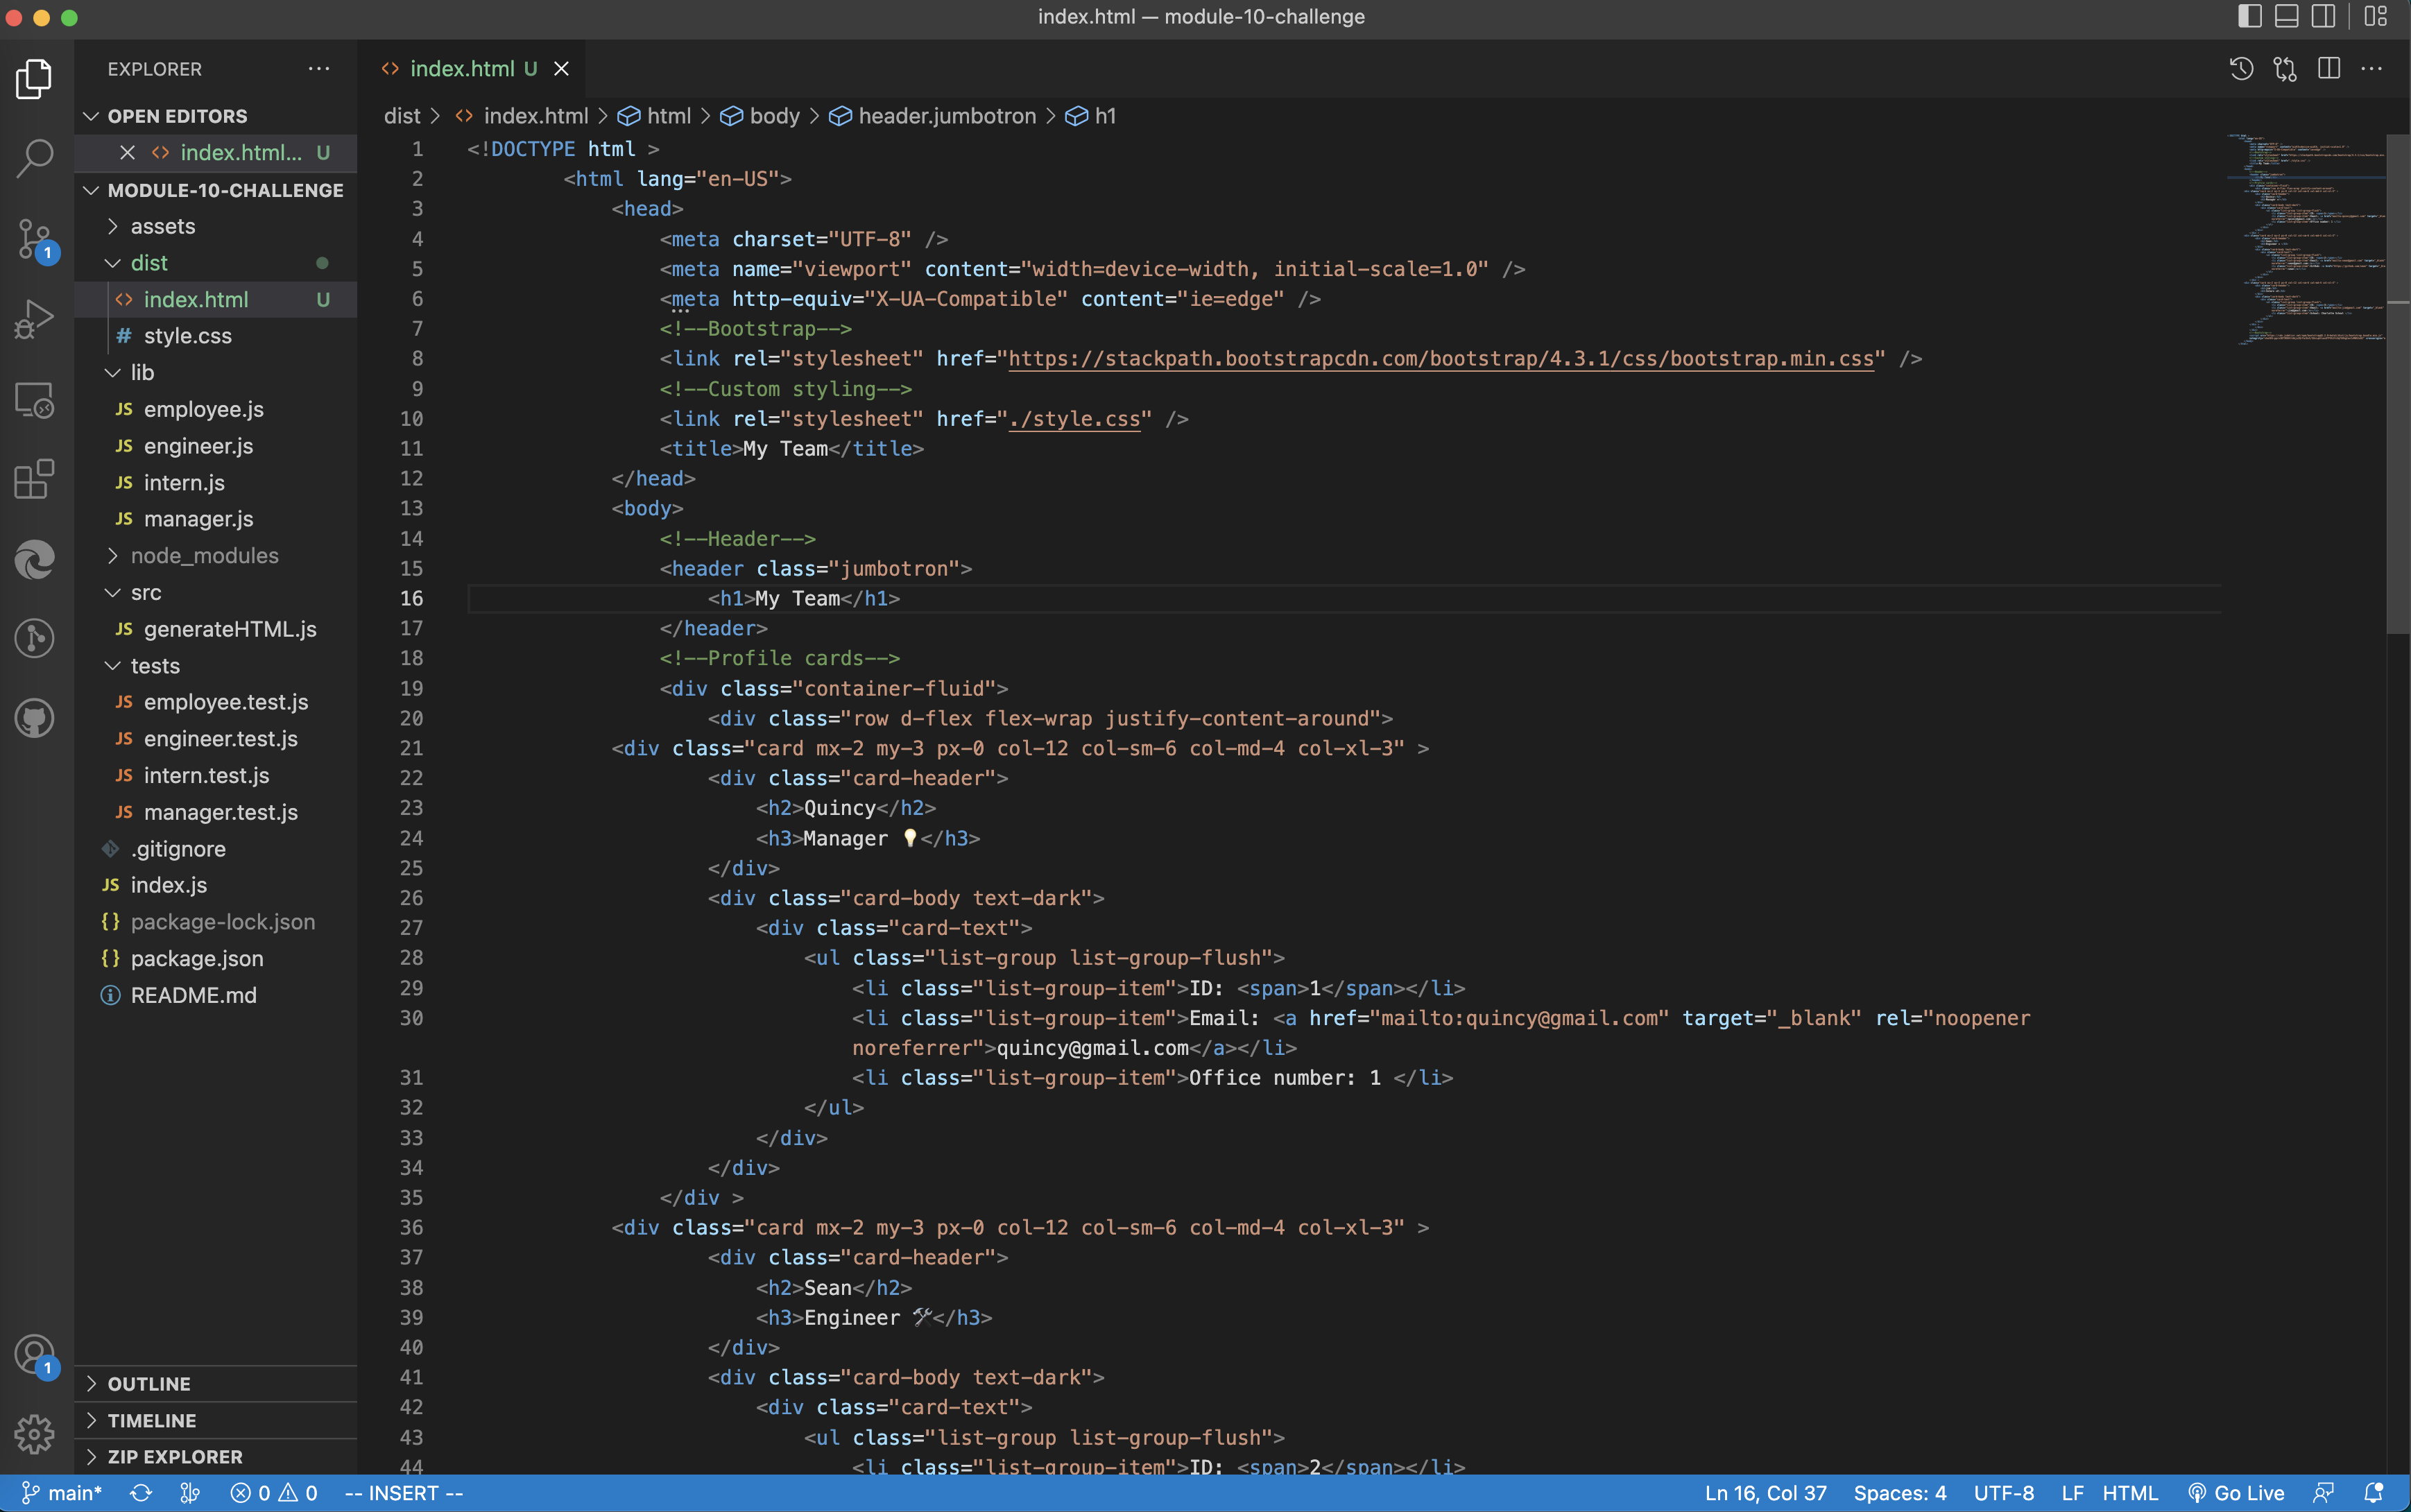 index.html — module-10-challenge
EXPLORER
OPEN EDITORS
index.html... U
MODULE-10-CHALLENGE
assets
dist
index.html U
style.css
lib
JS employee.js
JS engineer.js
JS intern.js
JS manager.js
node_modules
src
JS generateHTML.js
tests
JS employee.test.js
JS engineer.test.js
JS intern.test.js
JS manager.test.js
.gitignore
JS index.js
{} package-lock.json
{} package.json
README.md
OUTLINE
TIMELINE
ZIP EXPLORER
1
1
index.html U
dist > index.html > html > body > header.jumbotron > h1
1 <!DOCTYPE html >
2 <html lang="en-US">
3 <head>
4 <meta charset="UTF-8" />
5 <meta name="viewport" content="width=device-width, initial-scale=1.0" />
6 <meta http-equiv="X-UA-Compatible" content="ie=edge" />
7 <!--Bootstrap-->
8 <link rel="stylesheet" href="https://stackpath.bootstrapcdn.com/bootstrap/4.3.1/css/bootstrap.min.css" />
9 <!--Custom styling-->
10 <link rel="stylesheet" href="./style.css" />
11 <title>My Team</title>
12 </head>
13 <body>
14 <!--Header-->
15 <header class="jumbotron">
16 <h1>My Team</h1>
17 </header>
18 <!--Profile cards-->
19 <div class="container-fluid">
20 <div class="row d-flex flex-wrap justify-content-around">
21 <div class="card mx-2 my-3 px-0 col-12 col-sm-6 col-md-4 col-xl-3" >
22 <div class="card-header">
23 <h2>Quincy</h2>
24 <h3>Manager 💡</h3>
25 </div>
26 <div class="card-body text-dark">
27 <div class="card-text">
28 <ul class="list-group list-group-flush">
29 <li class="list-group-item">ID: <span>1</span></li>
30 <li class="list-group-item">Email: <a href="mailto:quincy@gmail.com" target="_blank" rel="noopener
noreferrer">quincy@gmail.com</a></li>
31 <li class="list-group-item">Office number: 1 </li>
32 </ul>
33 </div>
34 </div>
35 </div >
36 <div class="card mx-2 my-3 px-0 col-12 col-sm-6 col-md-4 col-xl-3" >
37 <div class="card-header">
38 <h2>Sean</h2>
39 <h3>Engineer 🛠</h3>
40 </div>
41 <div class="card-body text-dark">
42 <div class="card-text">
43 <ul class="list-group list-group-flush">
44 <li class="list-group-item">ID: <span>2</span></li>
main* 0 0 -- INSERT -- Ln 16, Col 37 Spaces: 4 UTF-8 LF HTML Go Live